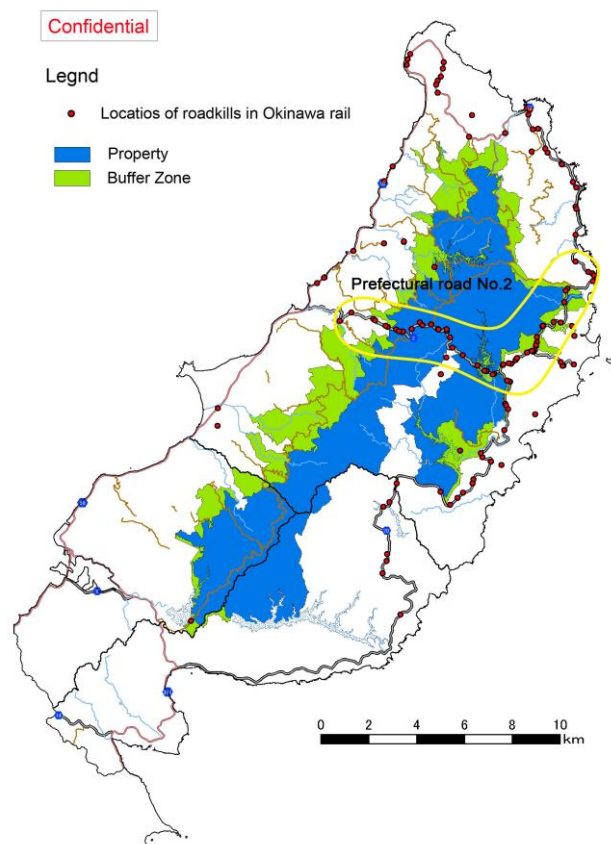 Confidential
Legnd
Locatios of roadkills in Okinawa rail
Property
Buffer Zone
Prefectural road No.2
0 2 4 6 8 10
km